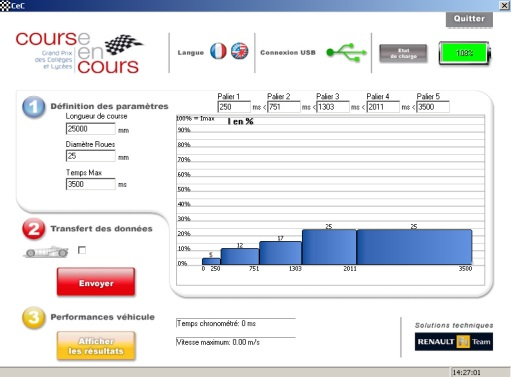 CeC
Quitter
course
en
Cours
Grand Prix
des Collèges
et Lycées
Langue
Connexion USB
Etat
de charge
108%
1 Définition des paramètres
Longueur de course
25000 mm
Diamètre Roues
25 mm
Temps Max
3500 ms
Palier 1 Palier 2 Palier 3 Palier 4 Palier 5
250 ms < 751 ms < 1303 ms < 2011 ms < 3500
100% = Imax I en %
90%
80%
70%
60%
50%
40%
30%
20%
10%
0%
5 12 17 25 25
0 250 751 1303 2011 3500
2 Transfert des données
Envoyer
3 Performances véhicule
Afficher
les résultats
Temps chronométré: 0 ms
Vitesse maximum: 0.00 m/s
Solutions techniques
RENAULT F1 Team
14:27:01